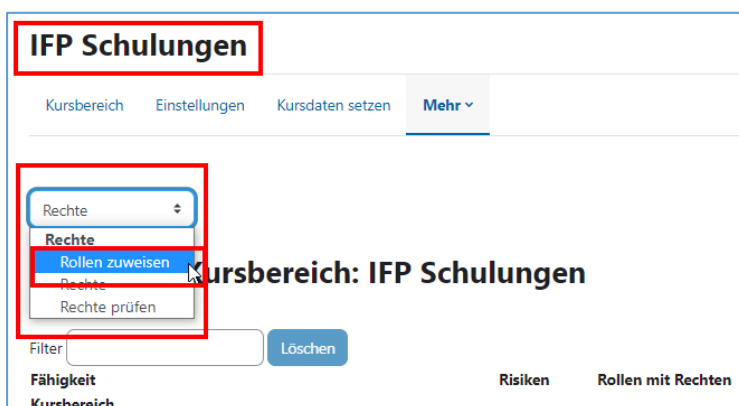 IFP Schulungen
Kursbereich Einstellungen Kursdaten setzen Mehr
Rechte
Rechte
Rollen zuweisen
Kursbereich: IFP Schulungen
Rechte
Rechte prüfen
Filter Löschen
Fähigkeit Risiken Rollen mit Rechten
Kursbereich